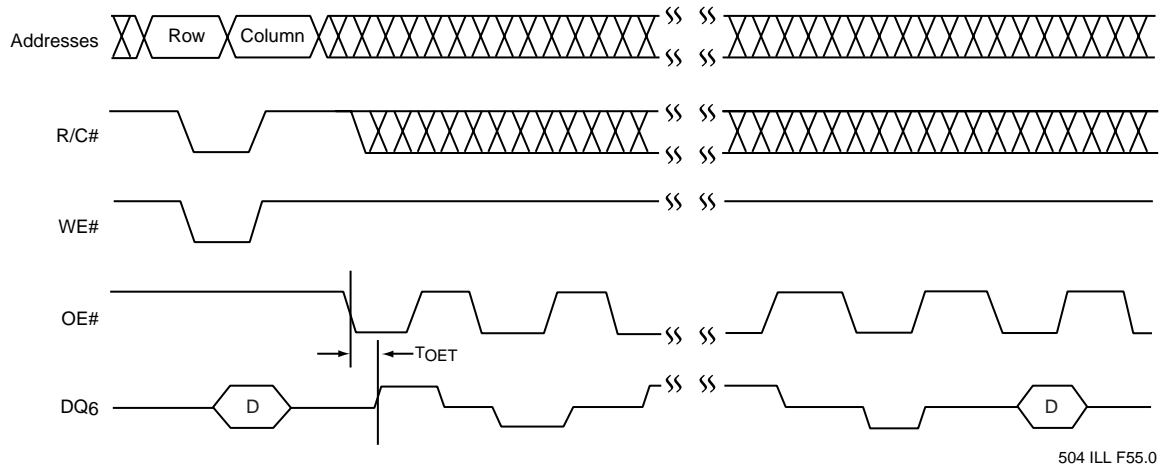 Addresses
Row
Column
R/C#
WE#
OE#
TOET
DQ6
D
D
504 ILL F55.0